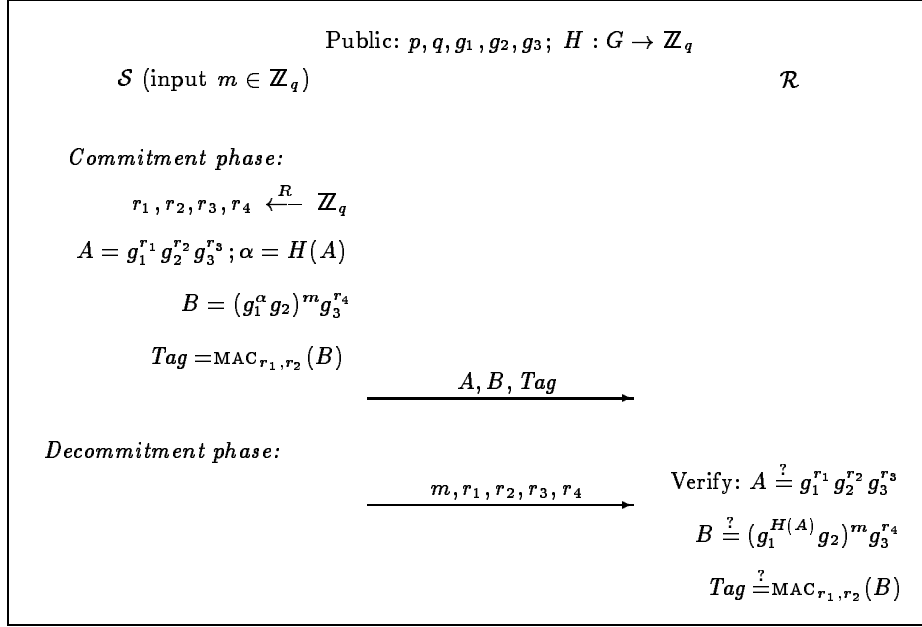 Public: p, q, g₁, g₂, g₃; H : G → ℤ_q
𝒮 (input m ∈ ℤ_q) ℛ
Commitment phase:
r₁, r₂, r₃, r₄ ←^R ℤ_q
A = g₁^{r₁} g₂^{r₂} g₃^{r₃}; α = H(A)
B = (g₁^α g₂)^m g₃^{r₄}
Tag =MAC_{r₁,r₂}(B)
A, B, Tag
Decommitment phase:
m, r₁, r₂, r₃, r₄ Verify: A ≟ g₁^{r₁} g₂^{r₂} g₃^{r₃}
B ≟ (g₁^{H(A)} g₂)^m g₃^{r₄}
Tag ≟MAC_{r₁,r₂}(B)